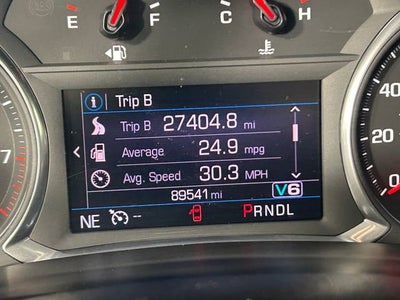 E F C H
Trip B
Trip B 27404.8 mi
Average 24.9 mpg
Avg. Speed 30.3 MPH
89541 mi V6
NE -- PRNDL
7
40
20
0